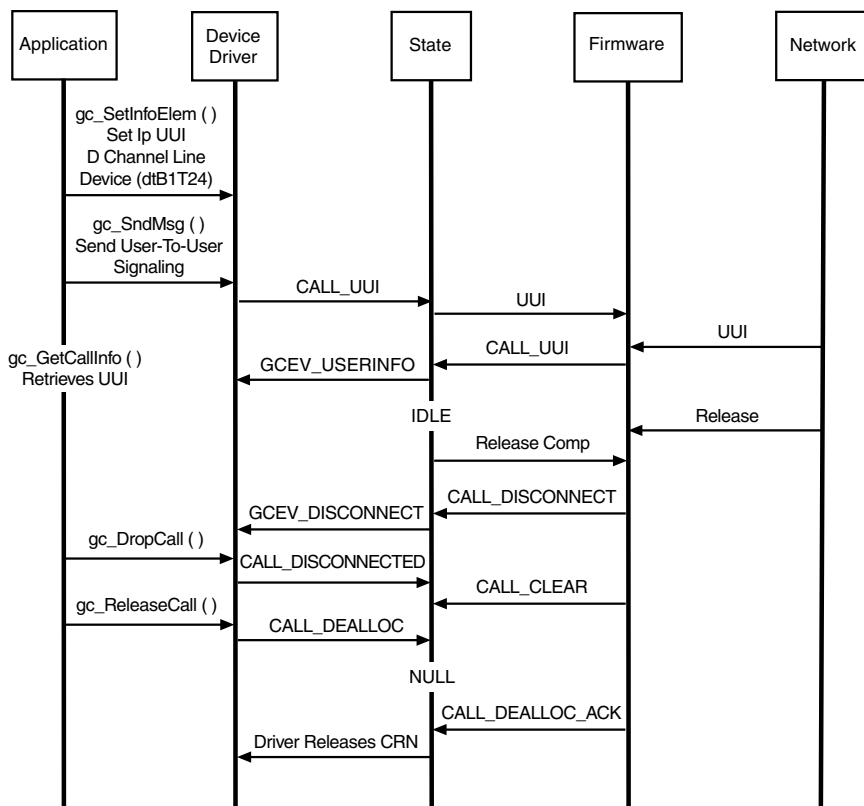 Application
Device
Driver
State
Firmware
Network
gc_SetInfoElem ( )
Set Ip UUI
D Channel Line
Device (dtB1T24)
gc_SndMsg ( )
Send User-To-User
Signaling
CALL_UUI
UUI
UUI
CALL_UUI
gc_GetCallInfo ( )
Retrieves UUI
GCEV_USERINFO
IDLE
Release
Release Comp
CALL_DISCONNECT
GCEV_DISCONNECT
gc_DropCall ( )
CALL_DISCONNECTED
CALL_CLEAR
gc_ReleaseCall ( )
CALL_DEALLOC
NULL
CALL_DEALLOC_ACK
Driver Releases CRN